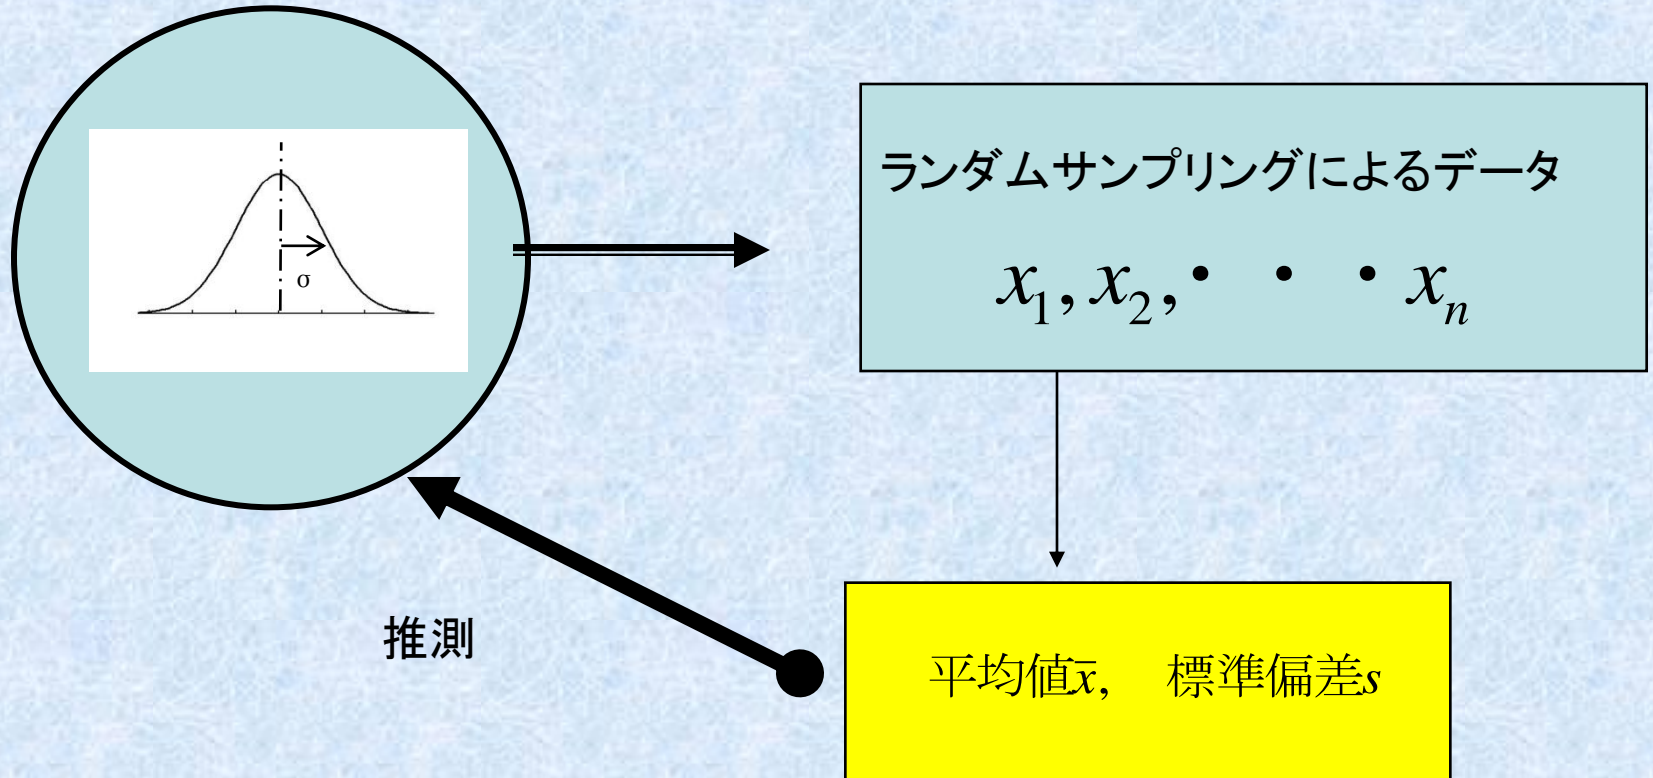 σ
ランダムサンプリングによるデータ
x₁, x₂,・ ・ ・ xₙ
推測
平均値x̄, 標準偏差s